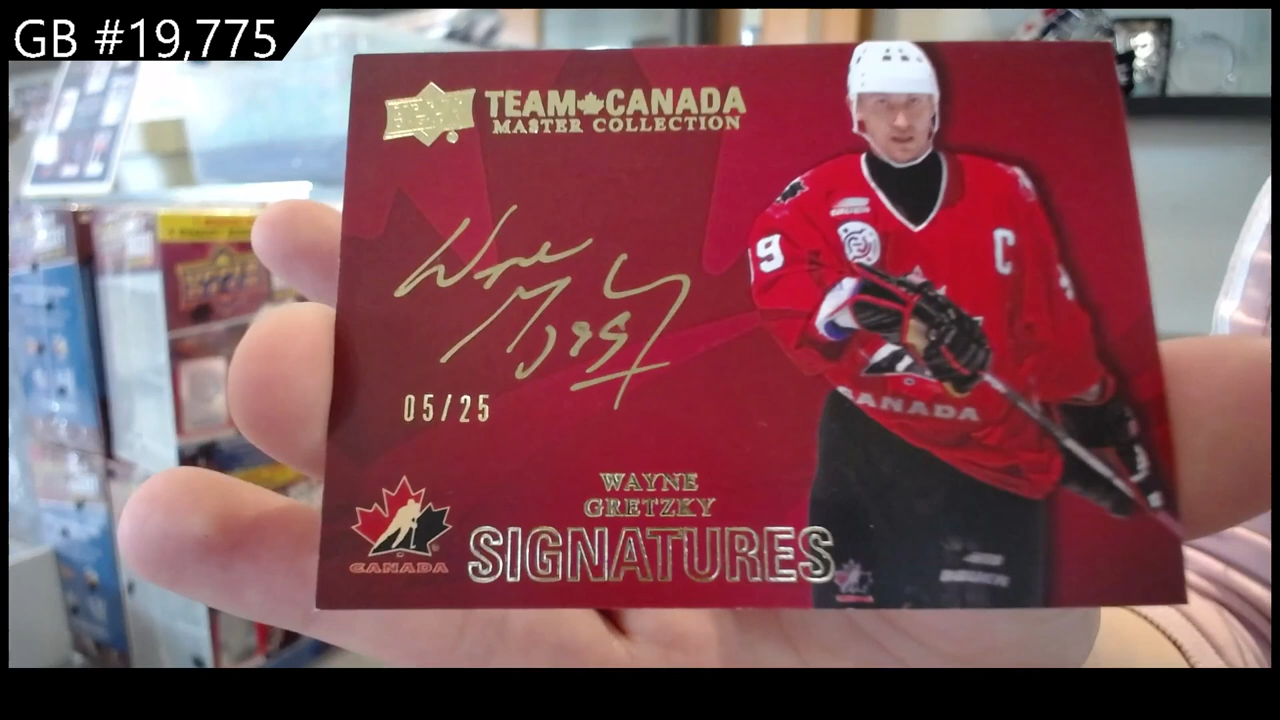 GB #19,775
UPPER DECK
TEAM CANADA
MASTER COLLECTION
05/25
WAYNE
GRETZKY
SIGNATURES
CANADA
9
C
CANADA